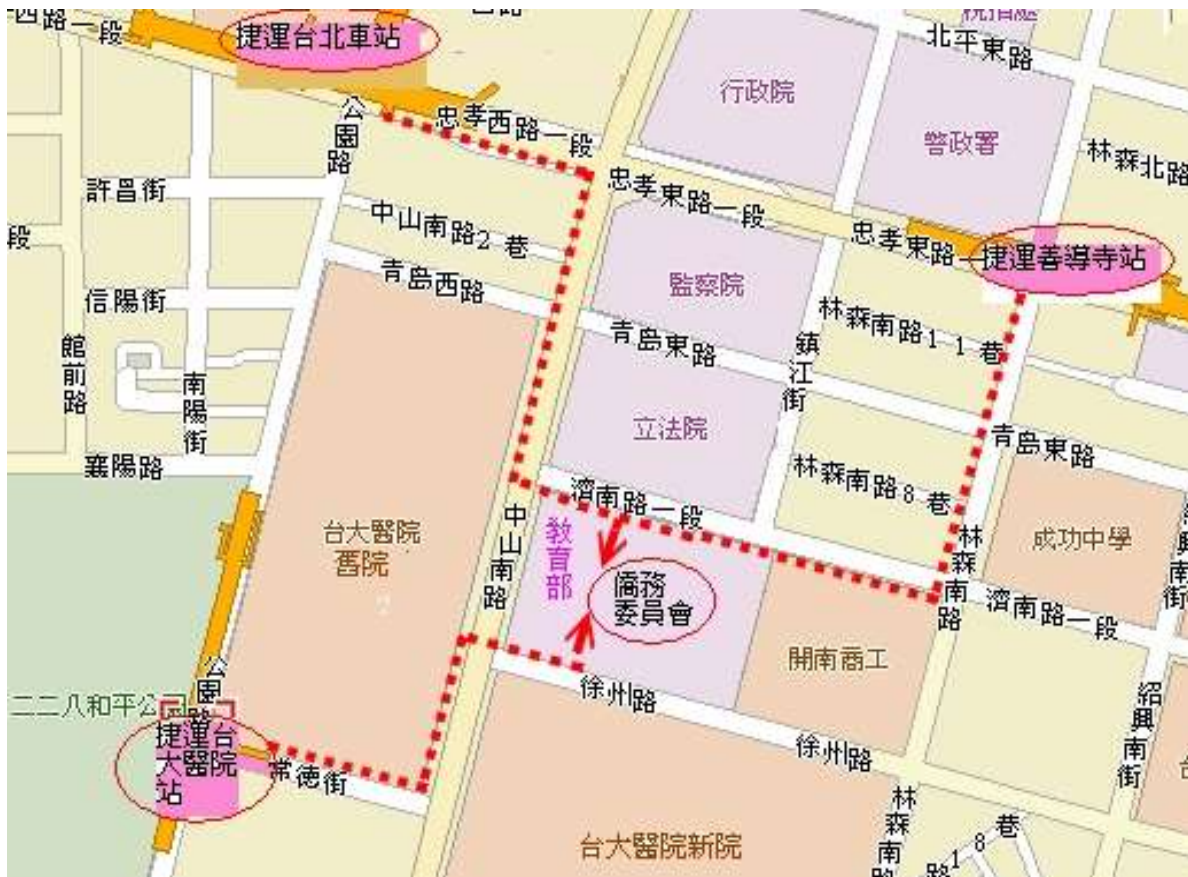 西路一段
捷運台北車站
公園路
忠孝西路一段
行政院
北平東路
警政署
林森北路
許昌街
中山南路2巷
忠孝東路一段
忠孝東路一
捷運善導寺站
段
信陽街
青島西路
監察院
林森南路11巷
館前路
南陽街
青島東路
鎮江街
立法院
青島東路
襄陽路
林森南路8巷
濟南路一段
台大醫院
舊院
中山南路
教育部
林森南路
成功中學
紹興南街
僑務
委員會
濟南路一段
開南商工
公園路
徐州路
紹興南街
二二八和平公園
捷運台
大醫院
站
常德街
徐州路
林森南路
台大醫院新院
路18巷